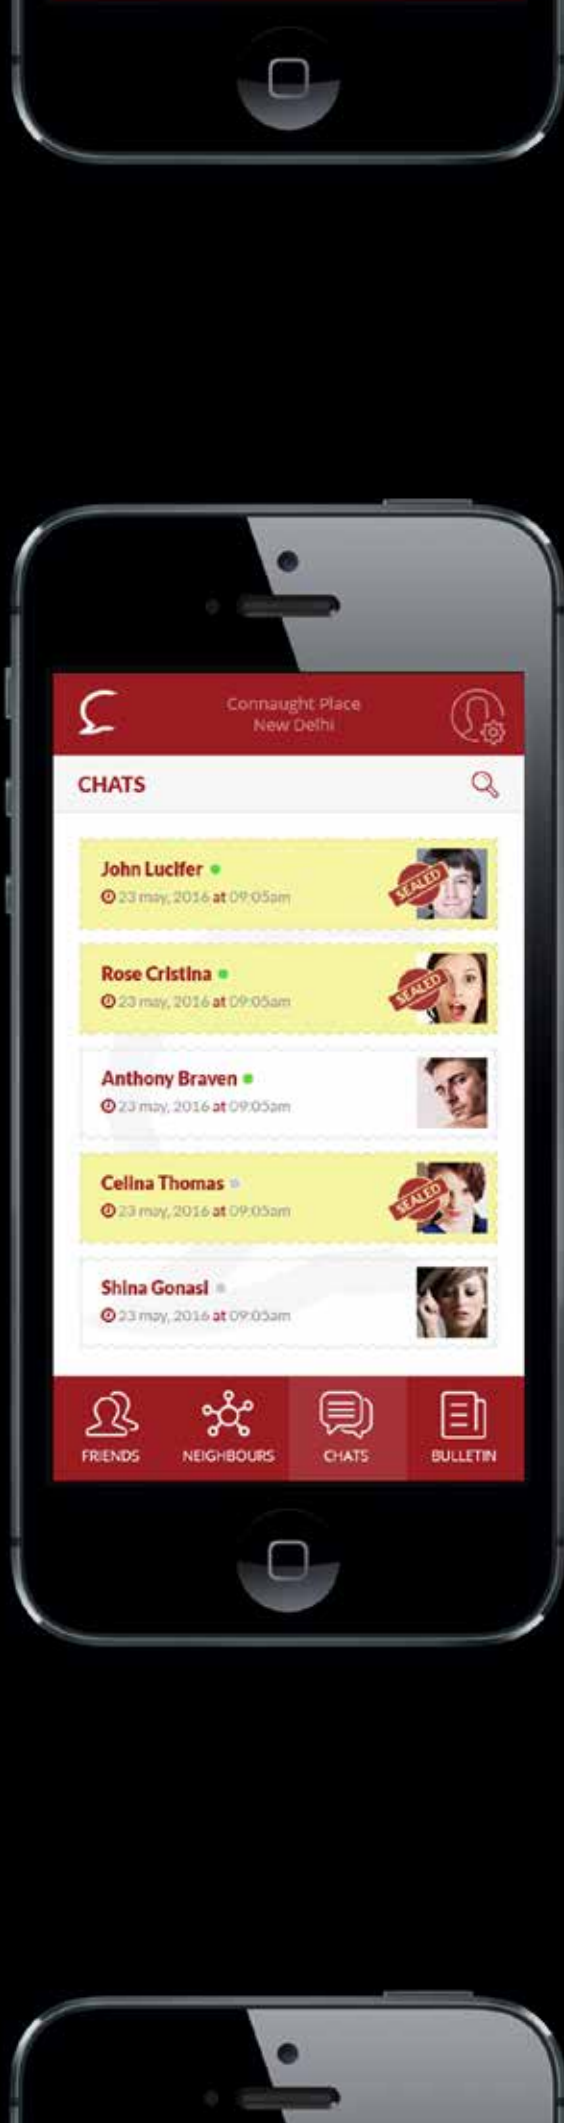 Connaught Place
New Delhi
CHATS
John Lucifer
23 may, 2016 at 09:05am
SEALED
Rose Cristina
23 may, 2016 at 09:05am
SEALED
Anthony Braven
23 may, 2016 at 09:05am
Celina Thomas
23 may, 2016 at 09:05am
SEALED
Shina Gonasi
23 may, 2016 at 09:05am
FRIENDS NEIGHBOURS CHATS BULLETIN